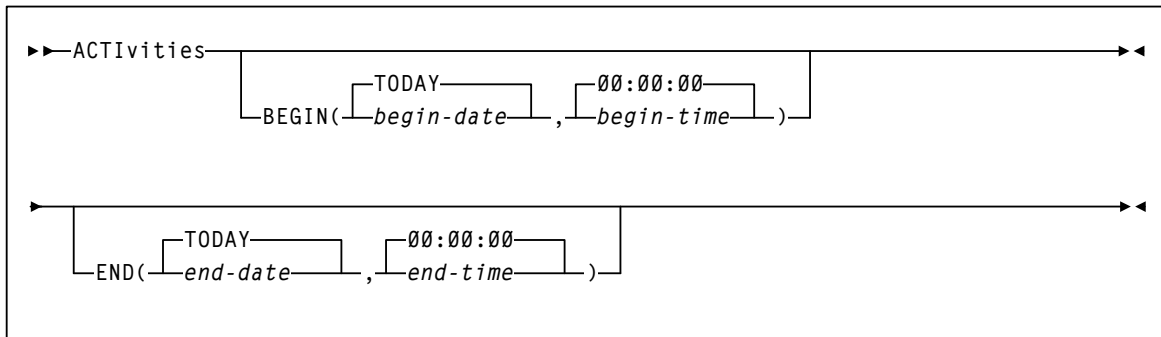 ACTIvities
TODAY 00:00:00
BEGIN( begin-date , begin-time )
TODAY 00:00:00
END( end-date , end-time )